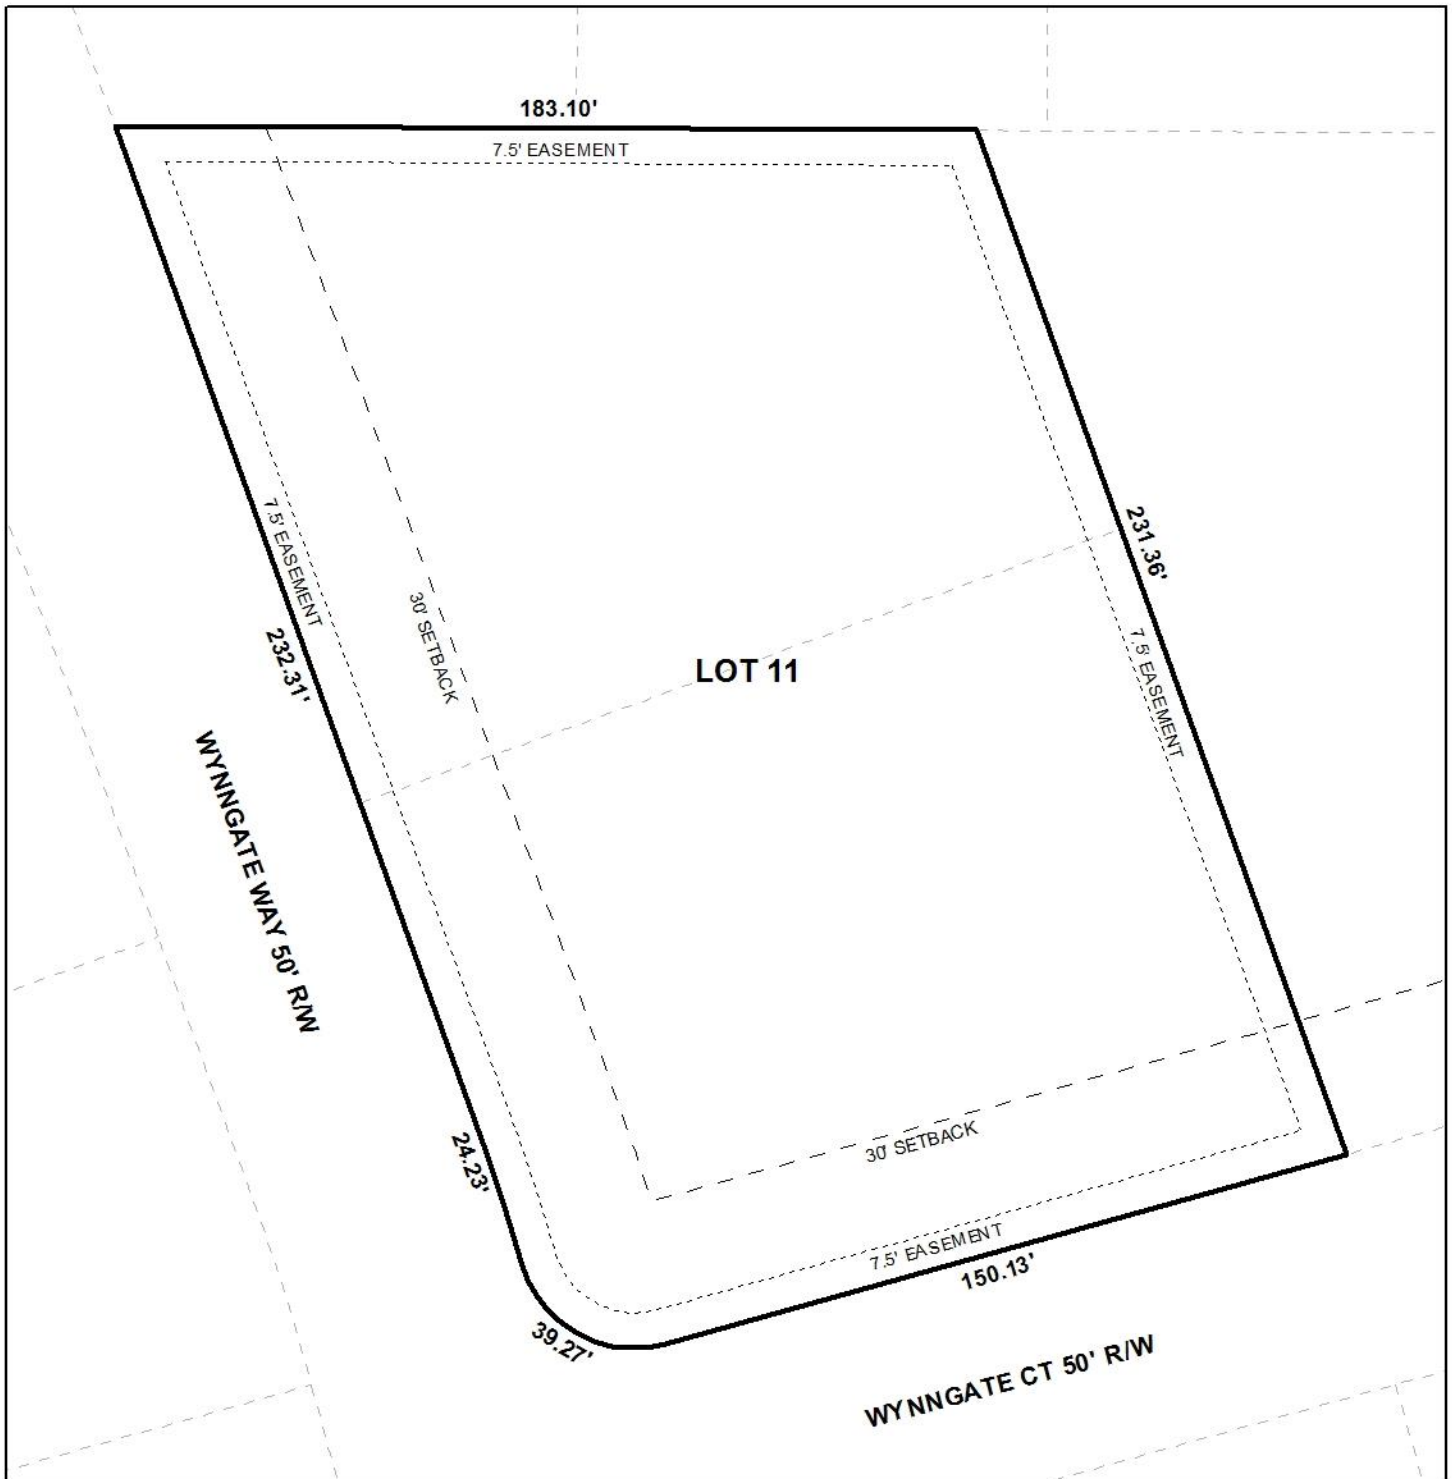 183.10'
7.5' EASEMENT
7.5' EASEMENT
231.36'
30' SETBACK
232.31'
7.5' EASEMENT
LOT 11
WYNNGATE WAY 50' R/W
24.23'
30' SETBACK
7.5' EASEMENT
150.13'
39.27'
WYNNGATE CT 50' R/W